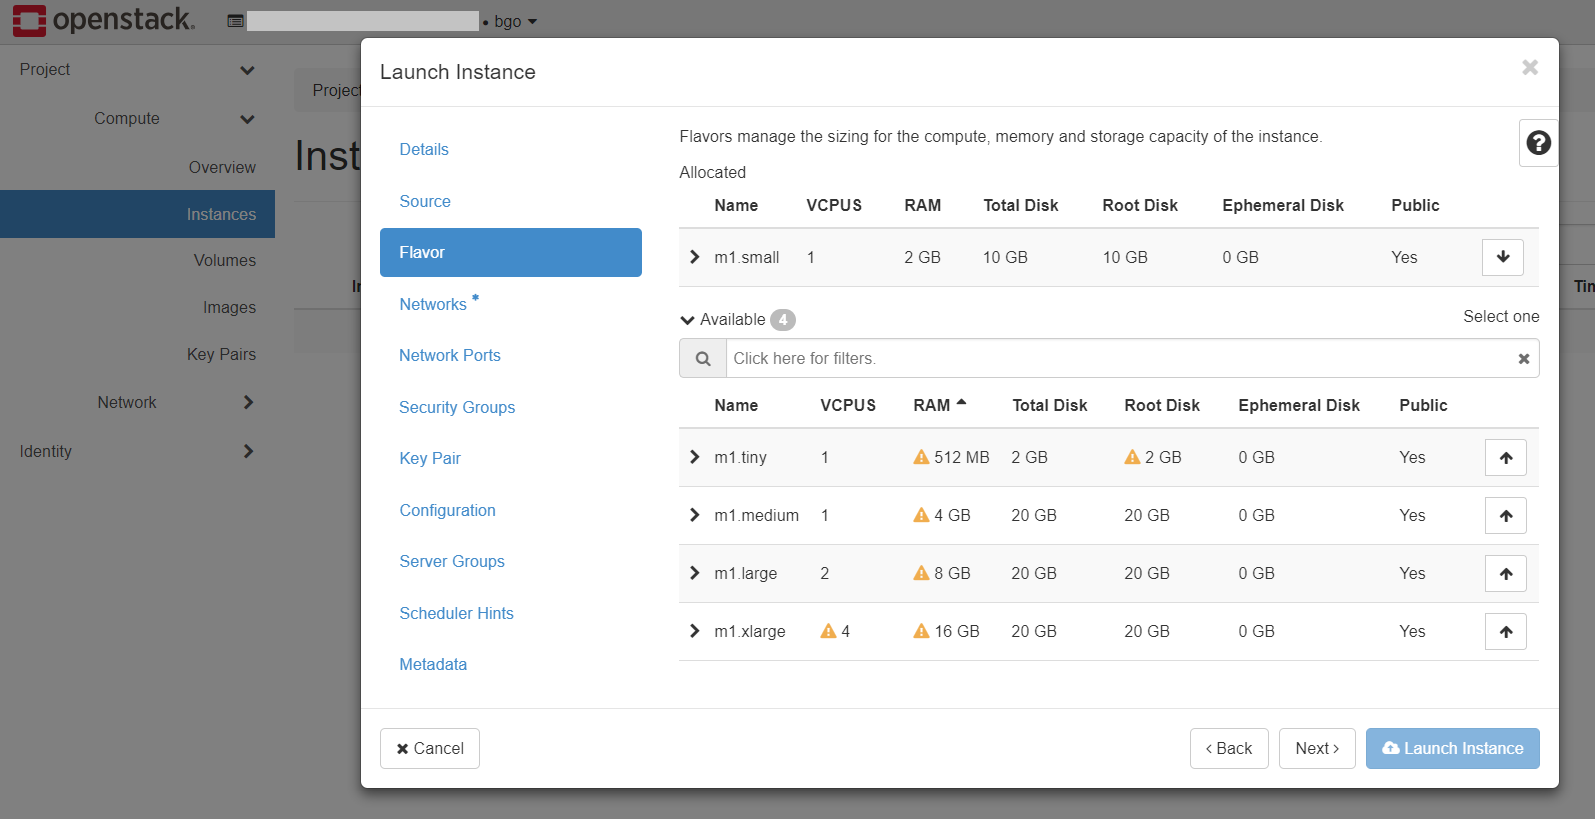 openstack. • bgo
Project
Compute
Overview
Instances
Volumes
Images
Key Pairs
Network
Identity
Project
Inst
Launch Instance
Details
Source
Flavor
Networks *
Network Ports
Security Groups
Key Pair
Configuration
Server Groups
Scheduler Hints
Metadata
Flavors manage the sizing for the compute, memory and storage capacity of the instance.
Allocated
Name VCPUS RAM Total Disk Root Disk Ephemeral Disk Public
m1.small 1 2 GB 10 GB 10 GB 0 GB Yes
Available 4 Select one
Click here for filters.
Name VCPUS RAM Total Disk Root Disk Ephemeral Disk Public
m1.tiny 1 512 MB 2 GB 2 GB 0 GB Yes
m1.medium 1 4 GB 20 GB 20 GB 0 GB Yes
m1.large 2 8 GB 20 GB 20 GB 0 GB Yes
m1.xlarge 4 16 GB 20 GB 20 GB 0 GB Yes
Cancel
‹ Back
Next ›
Launch Instance